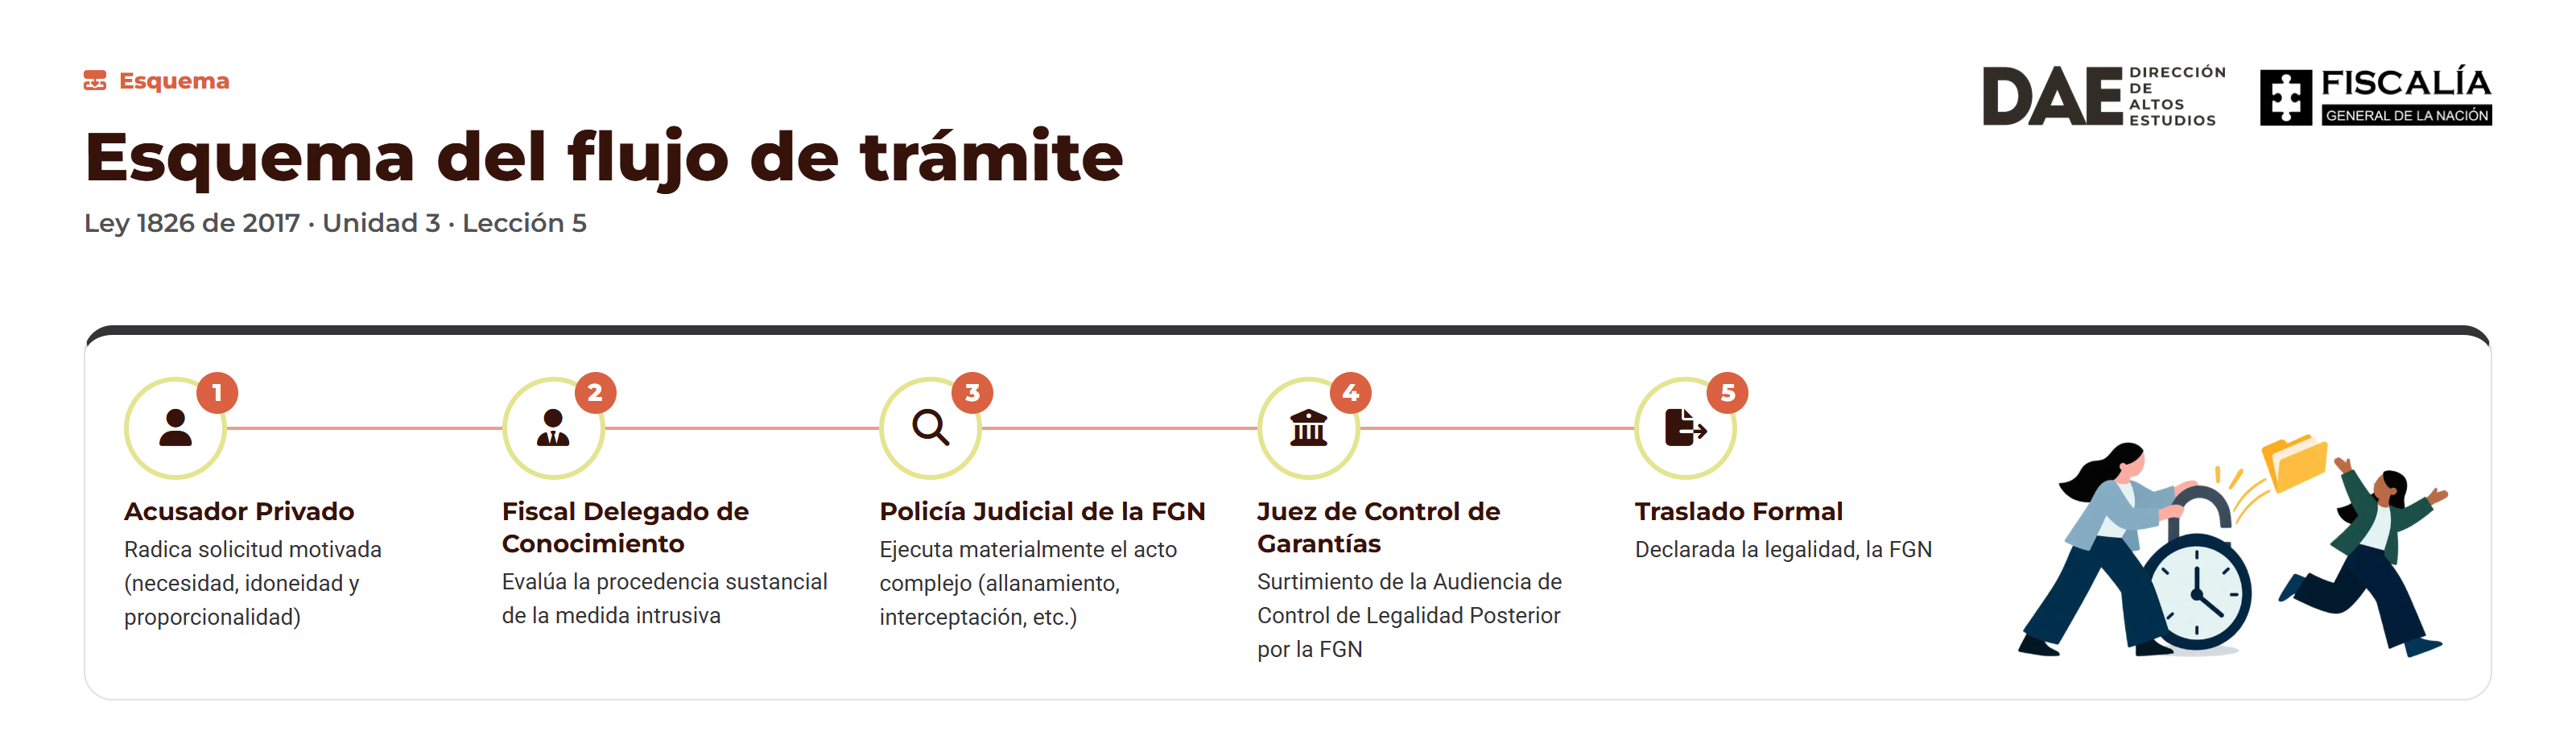 Esquema
Esquema del flujo de trámite
Ley 1826 de 2017 · Unidad 3 · Lección 5
DAE
DIRECCIÓN
DE
ALTOS
ESTUDIOS
FISCALÍA
GENERAL DE LA NACIÓN
1
Acusador Privado
Radica solicitud motivada
(necesidad, idoneidad y
proporcionalidad)
2
Fiscal Delegado de
Conocimiento
Evalúa la procedencia sustancial
de la medida intrusiva
3
Policía Judicial de la FGN
Ejecuta materialmente el acto
complejo (allanamiento,
interceptación, etc.)
4
Juez de Control de
Garantías
Surtimiento de la Audiencia de
Control de Legalidad Posterior
por la FGN
5
Traslado Formal
Declarada la legalidad, la FGN